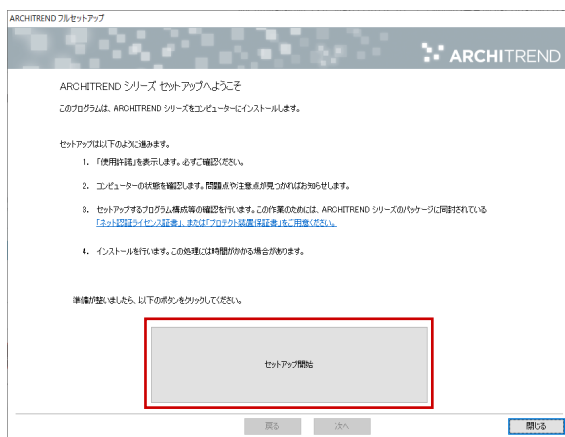 ARCHITREND フルセットアップ
ARCHITREND
ARCHITREND シリーズ セットアップへようこそ
このプログラムは、ARCHITREND シリーズをコンピューターにインストールします。
セットアップは以下のように進みます。
1. 「使用許諾」を表示します。必ずご確認ください。
2. コンピューターの状態を確認します。問題点や注意点が見つかればお知らせします。
3. セットアップするプログラム構成等の確認を行います。この作業のためには、ARCHITREND シリーズのパッケージに同封されている
「ネット認証ライセンス証書」、または「プロテクト装置保証書」をご用意ください。
4. インストールを行います。この処理には時間がかかる場合があります。
準備が整いましたら、以下のボタンをクリックしてください。
セットアップ開始
戻る 次へ 閉じる